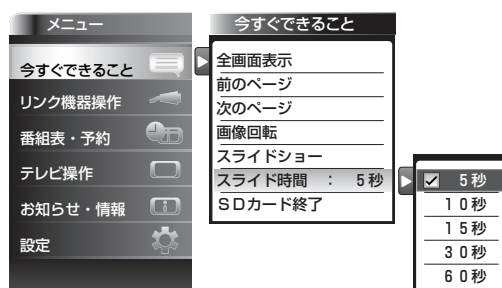 メニュー
今すぐできること
リンク機器操作
番組表・予約
テレビ操作
お知らせ・情報
設定
今すぐできること
全画面表示
前のページ
次のページ
画像回転
スライドショー
スライド時間 : 5秒
SDカード終了
5秒
10秒
15秒
30秒
60秒